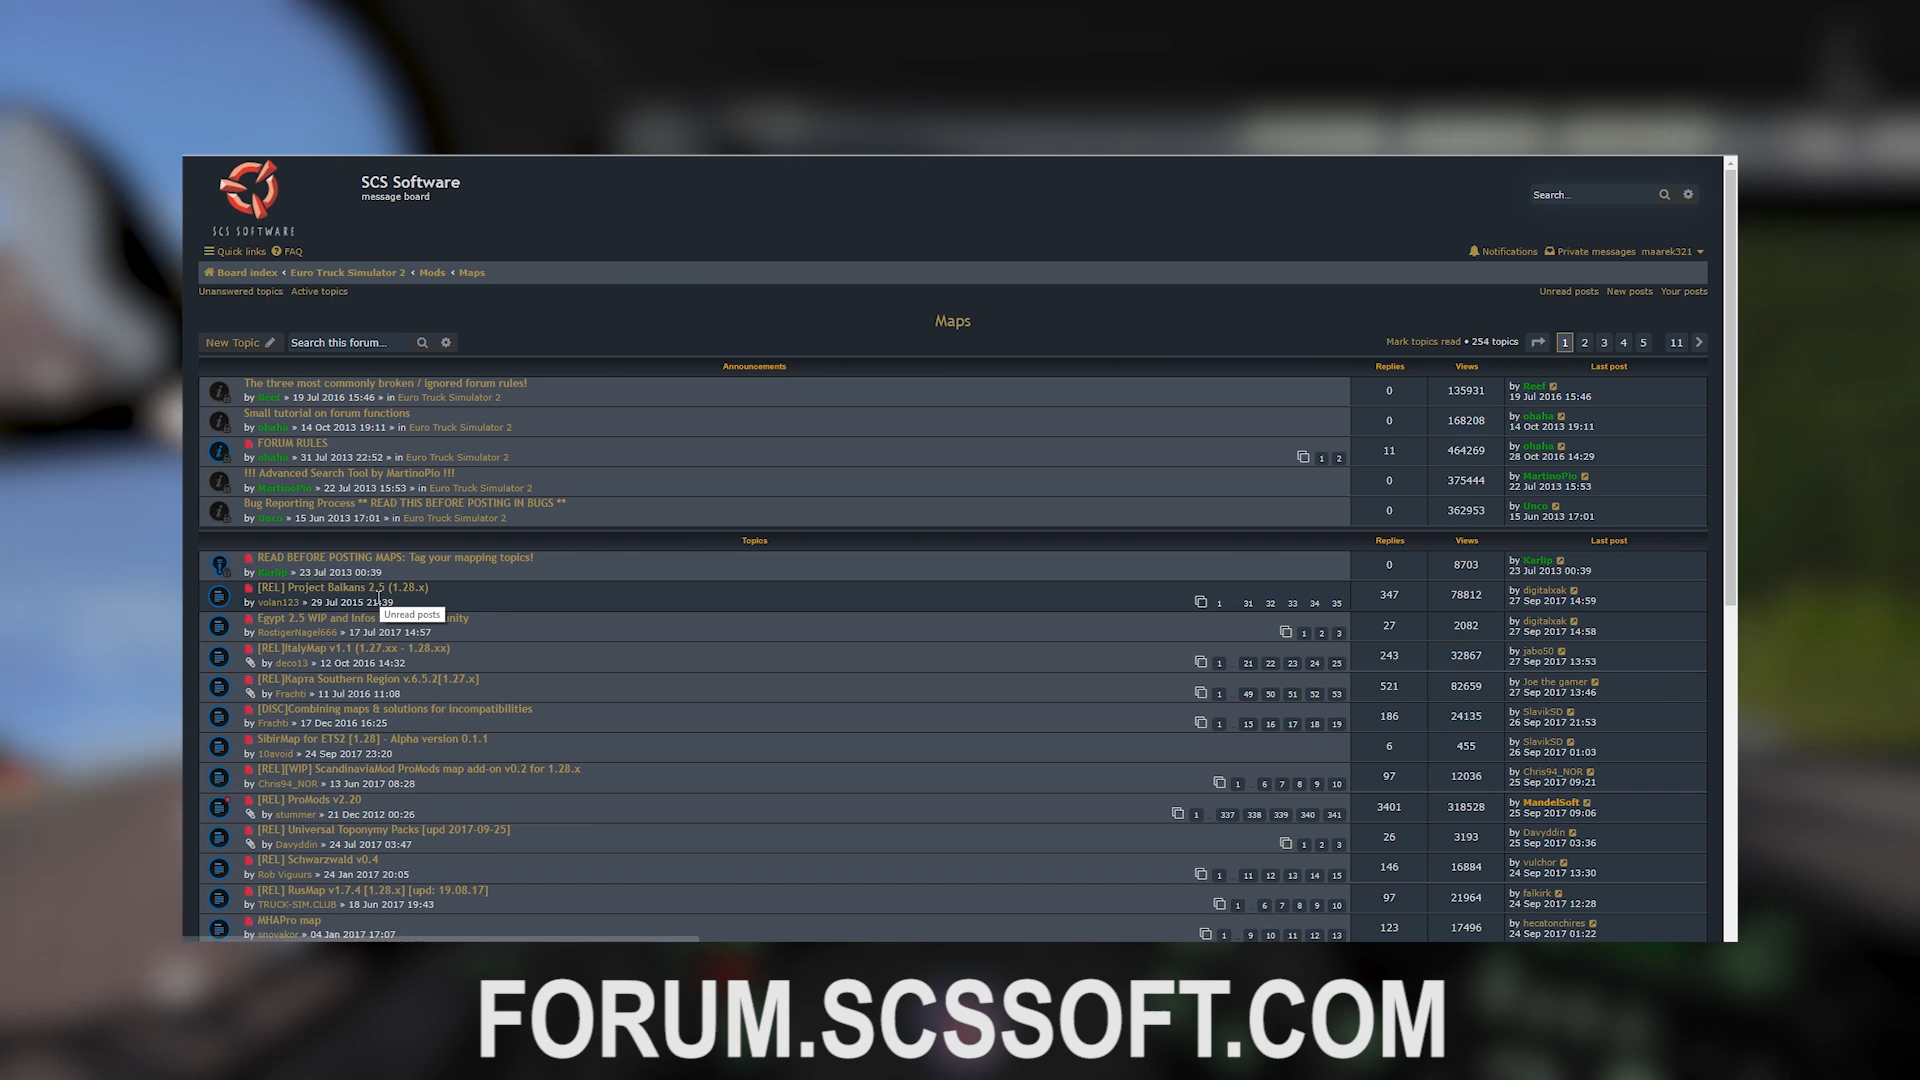 SCS SOFTWARE
SCS Software
message board
Search...
Quick links FAQ
Notifications Private messages maarek321
Board index ‹ Euro Truck Simulator 2 ‹ Mods ‹ Maps
Unanswered topics Active topics
Unread posts New posts Your posts
Maps
New Topic Search this forum...
Mark topics read • 254 topics 1 2 3 4 5 11
Announcements Replies Views Last post
The three most commonly broken / ignored forum rules!
by Reef » 19 Jul 2016 15:46 » in Euro Truck Simulator 2
0 135931
by Reef
19 Jul 2016 15:46
Small tutorial on forum functions
by ohaha » 14 Oct 2013 19:11 » in Euro Truck Simulator 2
0 168208
by ohaha
14 Oct 2013 19:11
FORUM RULES
by ohaha » 31 Jul 2013 22:52 » in Euro Truck Simulator 2
1 2
11 464269
by ohaha
28 Oct 2016 14:29
!!! Advanced Search Tool by MartinoPio !!!
by MartinoPio » 22 Jul 2013 15:53 » in Euro Truck Simulator 2
0 375444
by MartinoPio
22 Jul 2013 15:53
Bug Reporting Process ** READ THIS BEFORE POSTING IN BUGS **
by Unco » 15 Jun 2013 17:01 » in Euro Truck Simulator 2
0 362953
by Unco
15 Jun 2013 17:01
Topics Replies Views Last post
READ BEFORE POSTING MAPS: Tag your mapping topics!
by Karlip » 23 Jul 2013 00:39
0 8703
by Karlip
23 Jul 2013 00:39
[REL] Project Balkans 2.5 (1.28.x)
by volan123 » 29 Jul 2015 21:39
1 … 31 32 33 34 35
347 78812
by digitalxak
27 Sep 2017 14:59
Unread posts
Egypt 2.5 WIP and Infos
by RostigerNagel666 » 17 Jul 2017 14:57
1 2 3
27 2082
by digitalxak
27 Sep 2017 14:58
[REL]ItalyMap v1.1 (1.27.xx - 1.28.xx)
by deco13 » 12 Oct 2016 14:32
1 … 21 22 23 24 25
243 32867
by jabo50
27 Sep 2017 13:53
[REL]Карта Southern Region v.6.5.2[1.27.x]
by Frachti » 11 Jul 2016 11:08
1 … 49 50 51 52 53
521 82659
by Joe the gamer
27 Sep 2017 13:46
[DISC]Combining maps & solutions for incompatibilities
by Frachti » 17 Dec 2016 16:25
1 … 15 16 17 18 19
186 24135
by SlavikSD
26 Sep 2017 21:53
SibirMap for ETS2 [1.28] - Alpha version 0.1.1
by 10avoid » 24 Sep 2017 23:20
6 455
by SlavikSD
26 Sep 2017 01:03
[REL][WIP] ScandinaviaMod ProMods map add-on v0.2 for 1.28.x
by Chris94_NOR » 13 Jun 2017 08:28
1 … 6 7 8 9 10
97 12036
by Chris94_NOR
25 Sep 2017 09:21
[REL] ProMods v2.20
by stummer » 21 Dec 2012 00:26
1 … 337 338 339 340 341
3401 318528
by MandelSoft
25 Sep 2017 09:06
[REL] Universal Toponymy Packs [upd 2017-09-25]
by Davyddin » 24 Jul 2017 03:47
1 2 3
26 3193
by Davyddin
25 Sep 2017 03:36
[REL] Schwarzwald v0.4
by Rob Viguurs » 24 Jan 2017 20:05
1 … 11 12 13 14 15
146 16884
by vulchor
24 Sep 2017 13:30
[REL] RusMap v1.7.4 [1.28.x] [upd: 19.08.17]
by TRUCK-SIM.CLUB » 18 Jun 2017 19:43
1 … 6 7 8 9 10
97 21964
by falkirk
24 Sep 2017 12:28
MHAPro map
by snovakor » 04 Jan 2017 17:07
1 … 9 10 11 12 13
123 17496
by hecatonchires
24 Sep 2017 01:22
FORUM.SCSSOFT.COM